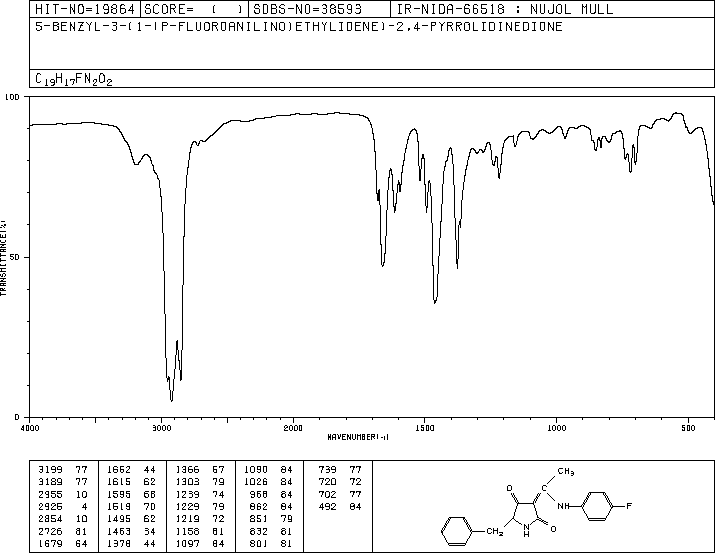 HIT-NO=19864 SCORE= ( ) SDBS-NO=38593 IR-NIDA-66518 : NUJOL MULL
5-BENZYL-3-(1-(P-FLUOROANILINO)ETHYLIDENE)-2,4-PYRROLIDINEDIONE
C19H17FN2O2
100
50
0
TRANSMITTANCE(%)
4000 3000 2000 1500 1000 500
WAVENUMBER(-1)
3199 77 1662 44 1366 57 1090 84 739 77
3189 77 1615 62 1303 79 1026 84 720 72
2955 10 1595 68 1239 74 968 84 702 77
2925 4 1519 70 1229 79 862 84 492 84
2854 10 1495 62 1219 72 851 79
2726 81 1463 34 1158 81 832 81
1679 64 1378 44 1097 84 801 81
CH3
O C
NH F
CH2 N O
H